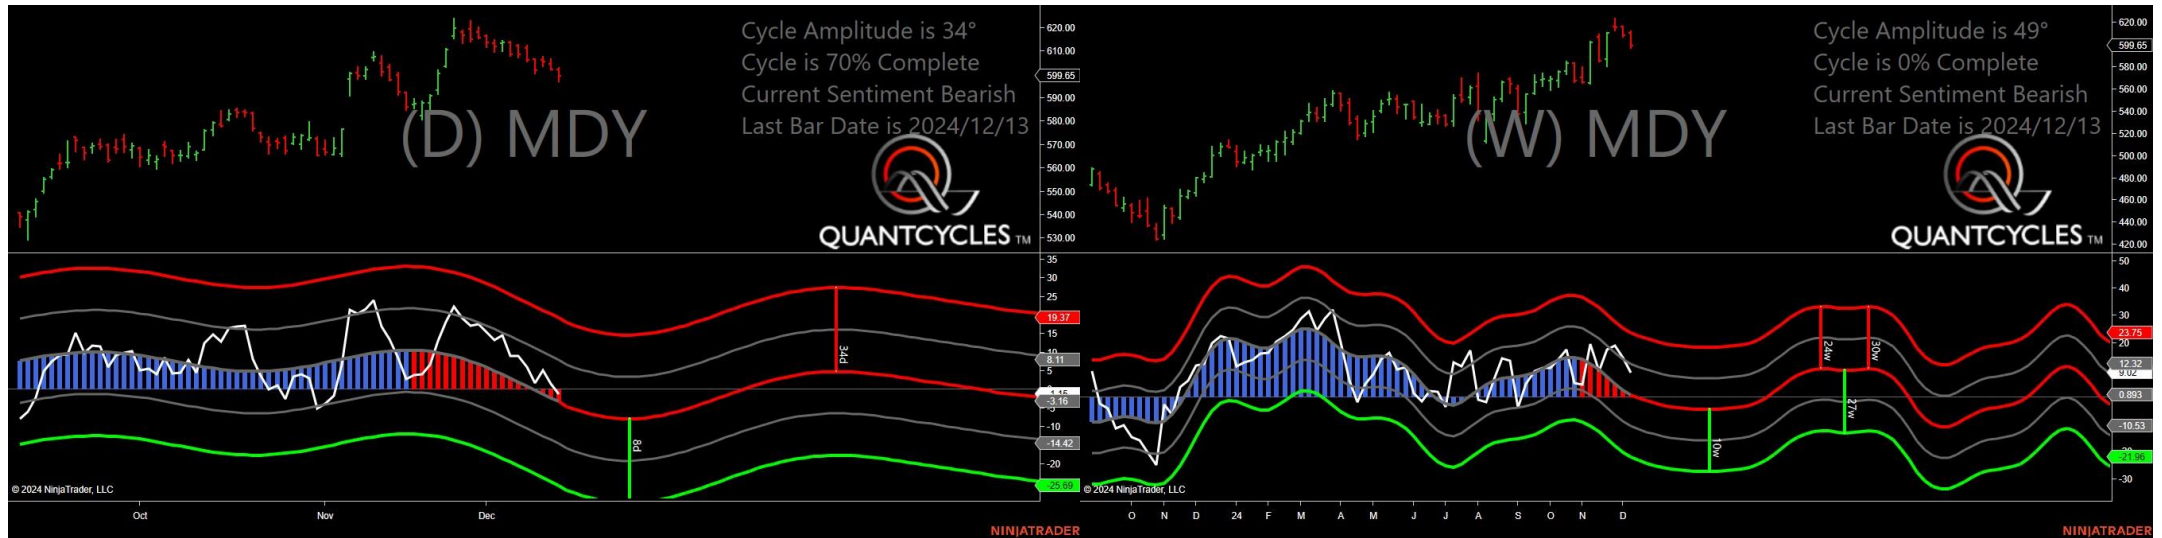 Cycle Amplitude is 34°
Cycle is 70% Complete
Current Sentiment Bearish
Last Bar Date is 2024/12/13
(D) MDY
QUANTCYCLES TM
620.00
610.00
599.65
590.00
580.00
570.00
560.00
550.00
540.00
530.00
35
30
25
19.37
15
8.11
5
-3.16
-10
-14.42
-20
-25.69
34d
8d
© 2024 NinjaTrader, LLC
Oct
Nov
Dec
NINJATRADER
Cycle Amplitude is 49°
Cycle is 0% Complete
Current Sentiment Bearish
Last Bar Date is 2024/12/13
(W) MDY
QUANTCYCLES TM
620.00
599.65
580.00
560.00
540.00
520.00
500.00
480.00
460.00
440.00
420.00
50
40
30
23.75
20
12.32
9.02
0.893
-10.53
-21.96
-30
24w
30w
27w
10w
© 2024 NinjaTrader, LLC
O
N
D
24
F
M
A
M
J
J
A
S
O
N
D
NINJATRADER